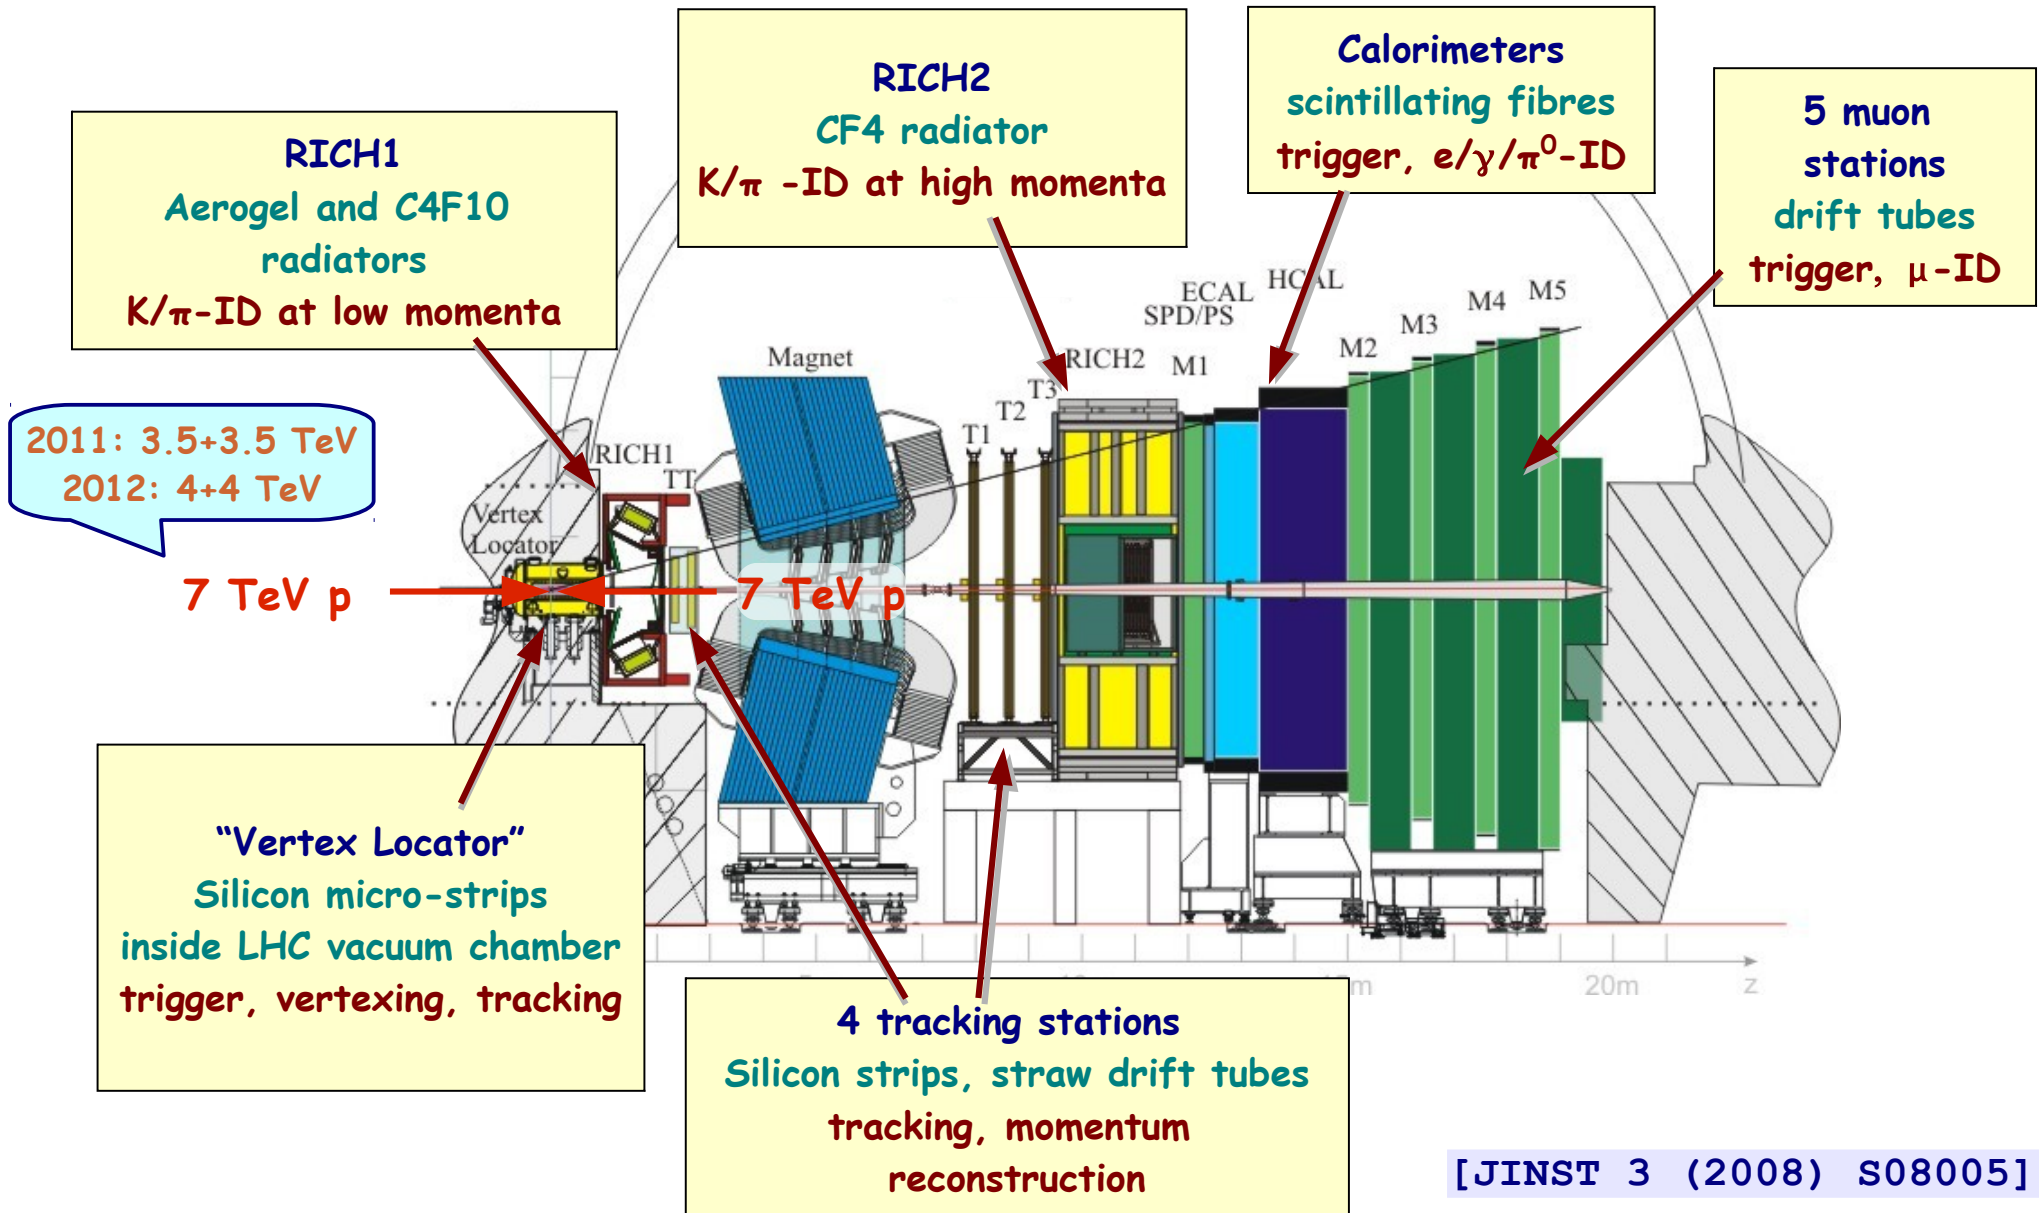 RICH1
Aerogel and C4F10
radiators
K/π-ID at low momenta
RICH2
CF4 radiator
K/π -ID at high momenta
Calorimeters
scintillating fibres
trigger, e/γ/π⁰-ID
5 muon
stations
drift tubes
trigger, μ-ID
2011: 3.5+3.5 TeV
2012: 4+4 TeV
7 TeV p
7 TeV p
Vertex
Locator
RICH1
TT
Magnet
T1
T2
T3
RICH2
M1
SPD/PS
ECAL
HCAL
M2
M3
M4
M5
"Vertex Locator"
Silicon micro-strips
inside LHC vacuum chamber
trigger, vertexing, tracking
4 tracking stations
Silicon strips, straw drift tubes
tracking, momentum
reconstruction
20m
z
[JINST 3 (2008) S08005]